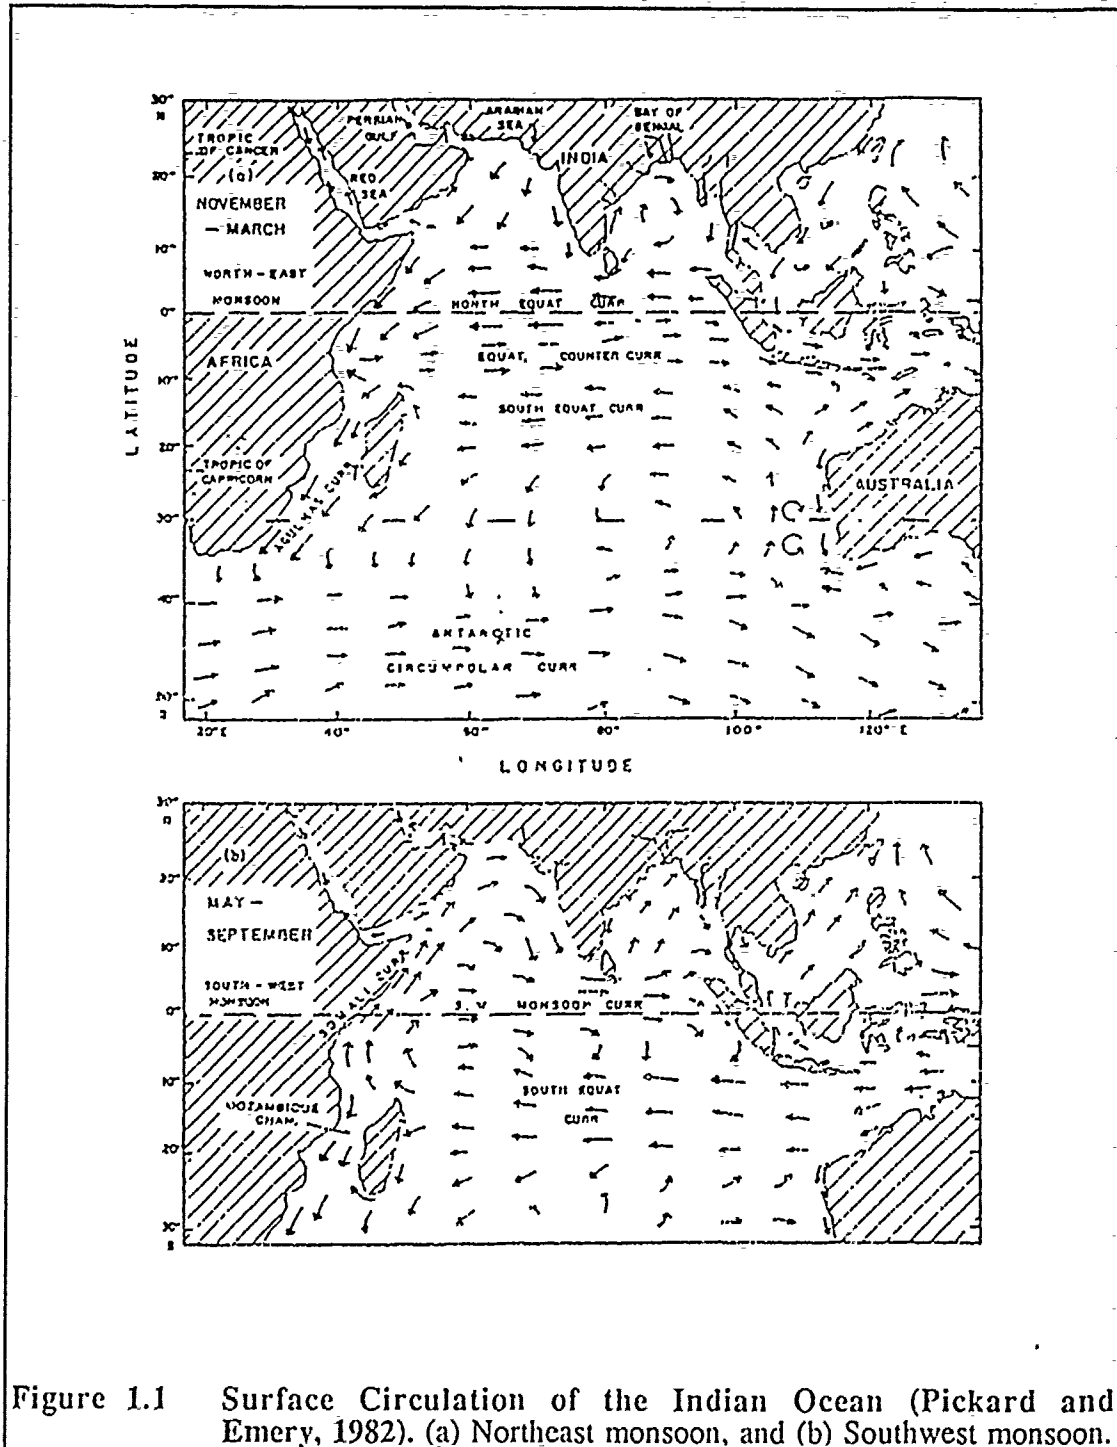 30° N
PERSIAN GULF
ARABIAN SEA
BAY OF BENGAL
TROPIC OF CANCER
(a)
INDIA
20°
RED SEA
NOVEMBER
— MARCH
10°
NORTH-EAST
MONSOON
NORTH EQUAT CURR
0°
EQUAT. COUNTER CURR
AFRICA
10°
SOUTH EQUAT CURR
LATITUDE
20°
TROPIC OF CAPRICORN
AGULHAS CURR
AUSTRALIA
30°
40°
ANTARCTIC
CIRCUMPOLAR CURR
20°E 40° 80° 100° 120°E
LONGITUDE
30°
(b)
20°
MAY —
SEPTEMBER
10°
SOMALI CURR
SOUTH-WEST
MONSOON
S.W MONSOON CURR
0°
10°
SOUTH EQUAT
CURR
MOZAMBIQUE
CHAN.
20°
30°
S
Figure 1.1 Surface Circulation of the Indian Ocean (Pickard and
Emery, 1982). (a) Northeast monsoon, and (b) Southwest monsoon.